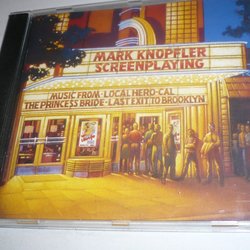 MARK KNOPFLER
SCREENPLAYING
MUSIC FROM · LOCAL HERO · CAL
THE PRINCESS BRIDE · LAST EXIT TO BROOKLYN